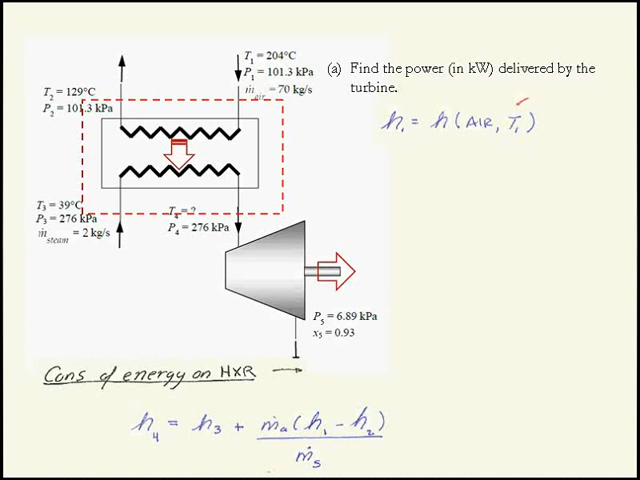 T₁ = 204°C
P₁ = 101.3 kPa
ṁair = 70 kg/s
T₂ = 129°C
P₂ = 101.3 kPa
T₃ = 39°C
P₃ = 276 kPa
ṁsteam = 2 kg/s
T₄ = ?
P₄ = 276 kPa
P₅ = 6.89 kPa
x₅ = 0.93
(a) Find the power (in kW) delivered by the
turbine.
h₁ = h (AIR, T₁)
Cons of energy on HXR →
h₄ = h₃ + ṁa (h₁ - h₂)
ṁs